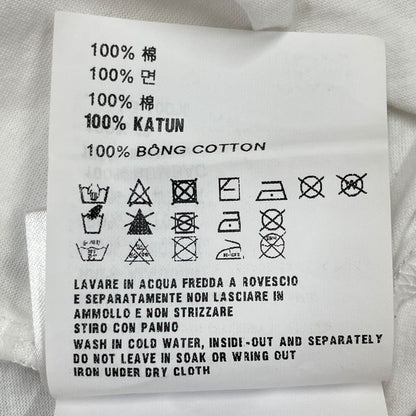 100% 棉
100% 면
100% 棉
100% KATUN
100% BÔNG COTTON
LAVARE IN ACQUA FREDDA A ROVESCIO
E SEPARATAMENTE NON LASCIARE IN
AMMOLLO E NON STRIZZARE
STIRO CON PANNO
WASH IN COLD WATER, INSIDE-OUT AND SEPARATELY
DO NOT LEAVE IN SOAK OR WRING OUT
IRON UNDER DRY CLOTH